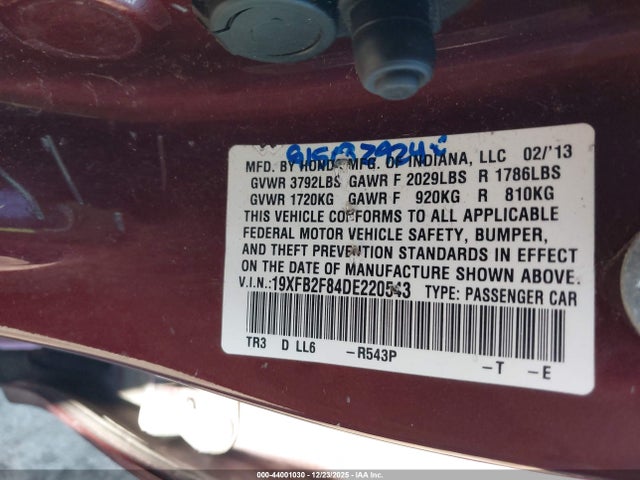 MFD. BY HONDA MFG. OF INDIANA, LLC 02/'13
GVWR 3792LBS GAWR F 2029LBS R 1786LBS
GVWR 1720KG GAWR F 920KG R 810KG
THIS VEHICLE CONFORMS TO ALL APPLICABLE
FEDERAL MOTOR VEHICLE SAFETY, BUMPER,
AND THEFT PREVENTION STANDARDS IN EFFECT
ON THE DATE OF MANUFACTURE SHOWN ABOVE.
V.I.N.:19XFB2F84DE220543 TYPE: PASSENGER CAR
TR3 D LL6 -R543P -T -E
000-44001030 - 12/23/2025 - IAA Inc.